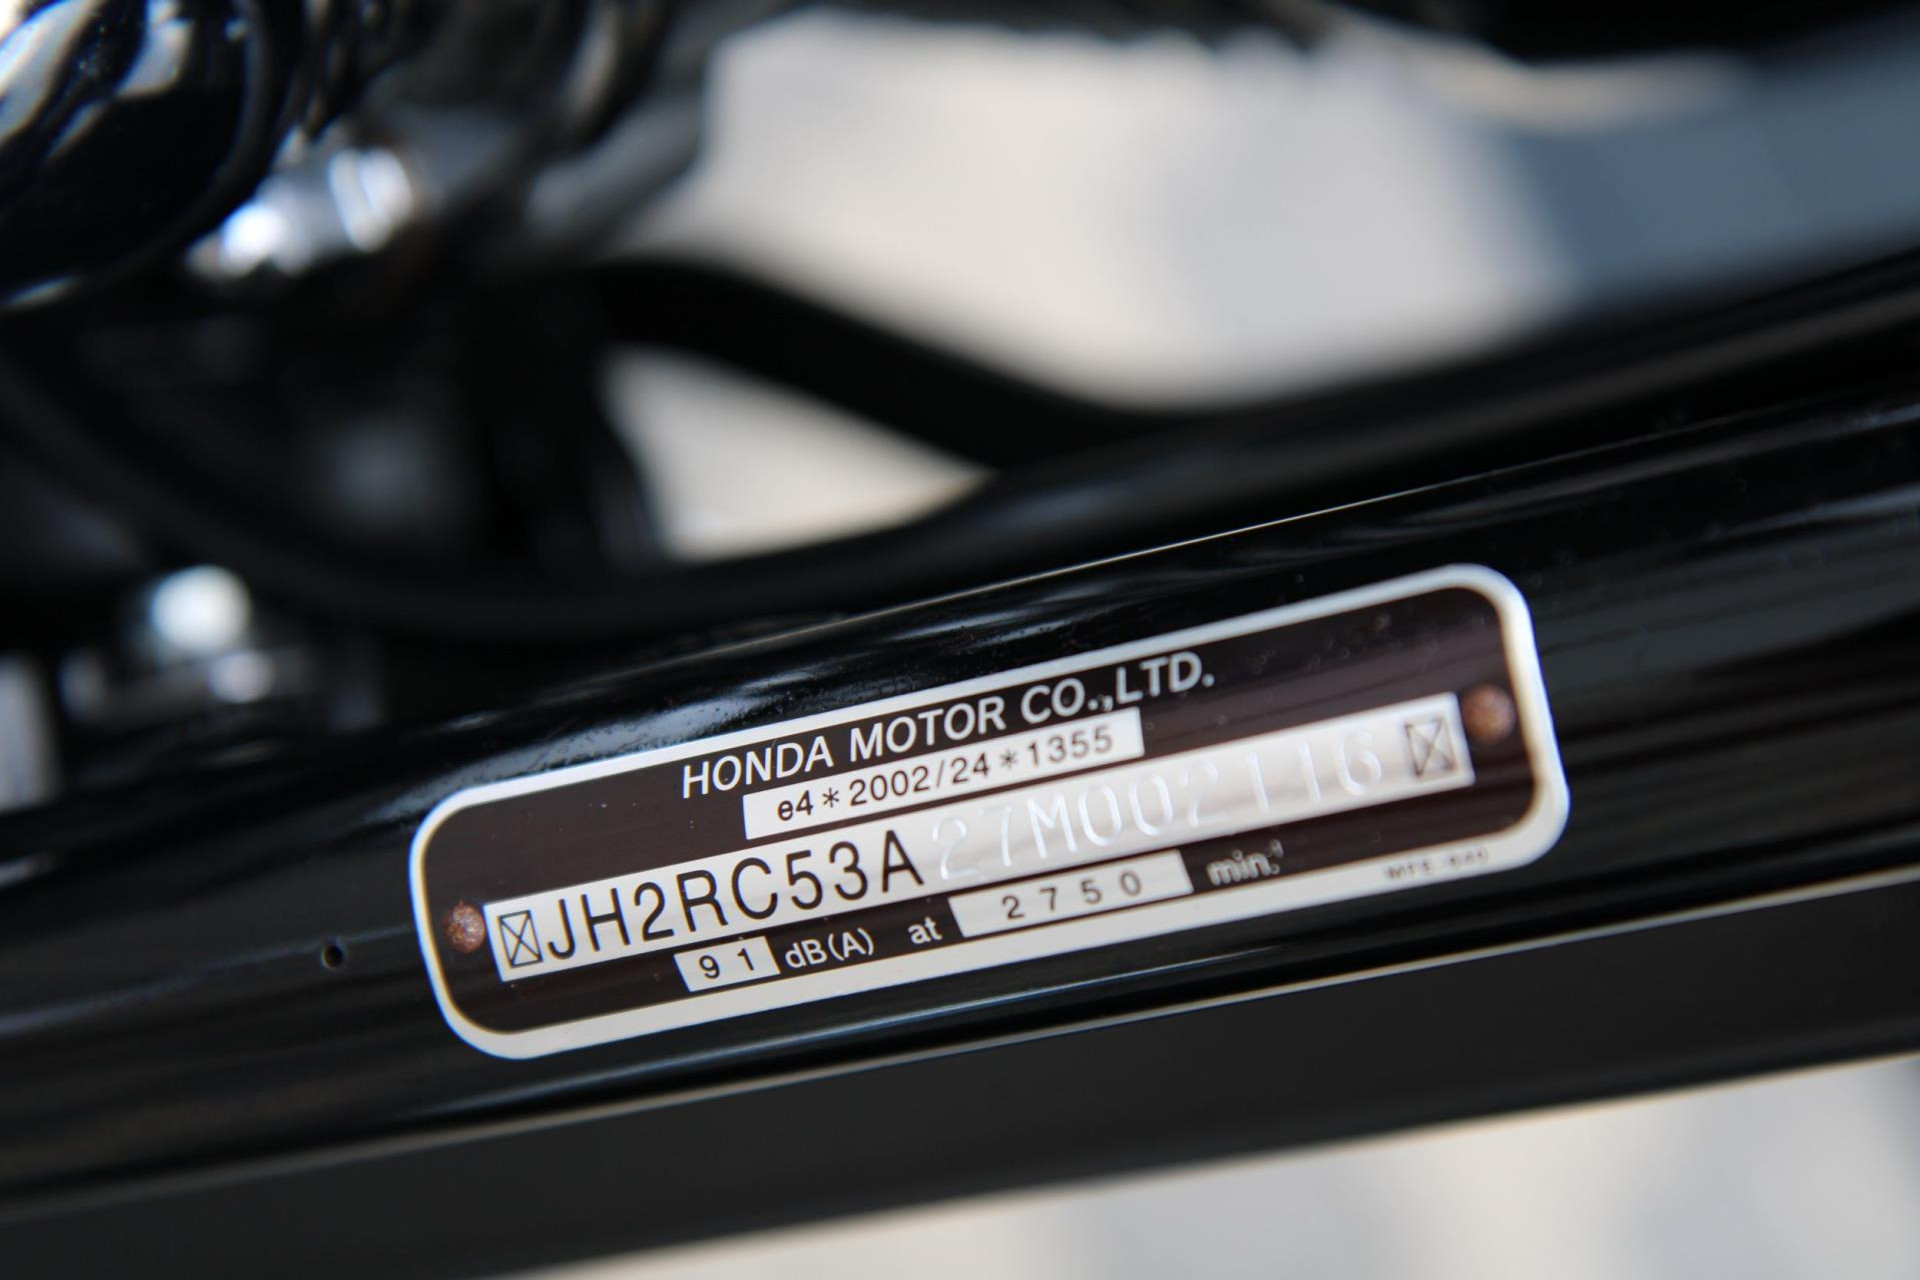 HONDA MOTOR CO.,LTD.
e4*2002/24*1355
JH2RC53A27M002116
91 dB(A) at 2750 min⁻¹